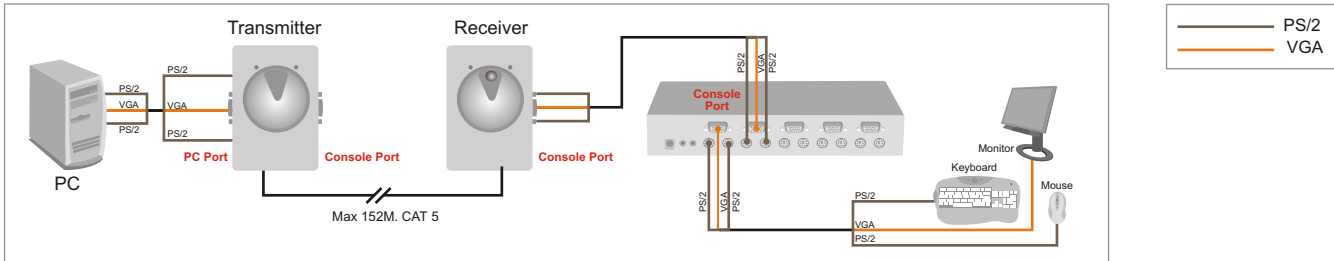 Transmitter
Receiver
PS/2
VGA
PS/2
VGA
PS/2
PS/2
VGA
PS/2
PS/2
VGA
PS/2
Console
Port
PC Port
Console Port
Console Port
PC
Max 152M. CAT 5
PS/2
VGA
PS/2
Monitor
Keyboard
Mouse
PS/2
VGA
PS/2